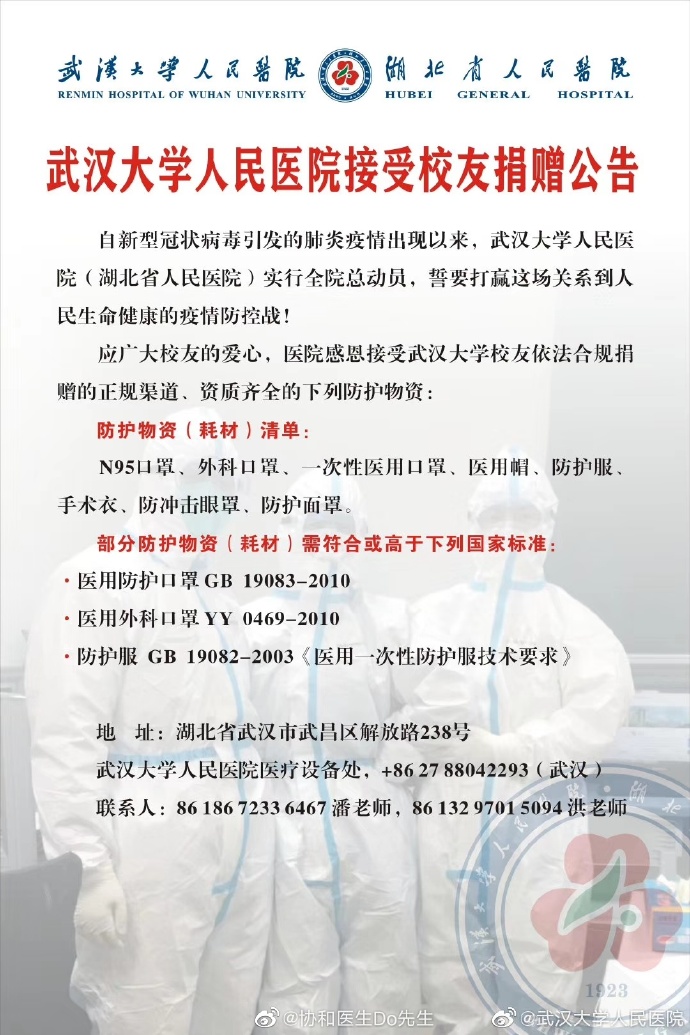 武漢大學人民醫院
RENMIN HOSPITAL OF WUHAN UNIVERSITY
湖北省人民醫院
HUBEI GENERAL HOSPITAL
武汉大学人民医院接受校友捐赠公告
自新型冠状病毒引发的肺炎疫情出现以来，武汉大学人民医
院（湖北省人民医院）实行全院总动员，誓要打赢这场关系到人
民生命健康的疫情防控战！
应广大校友的爱心，医院感恩接受武汉大学校友依法合规捐
赠的正规渠道、资质齐全的下列防护物资：
防护物资（耗材）清单：
N95口罩、外科口罩、一次性医用口罩、医用帽、防护服、
手术衣、防冲击眼罩、防护面罩。
部分防护物资（耗材）需符合或高于下列国家标准：
·医用防护口罩 GB 19083-2010
·医用外科口罩 YY 0469-2010
·防护服 GB 19082-2003《医用一次性防护服技术要求》
地 址：湖北省武汉市武昌区解放路238号
武汉大学人民医院医疗设备处，+86 27 88042293（武汉）
联系人：86 186 7233 6467 潘老师，86 132 9701 5094 洪老师
武漢大學人民醫院·湖北
1923
@协和医生Do先生
@武汉大学人民医院